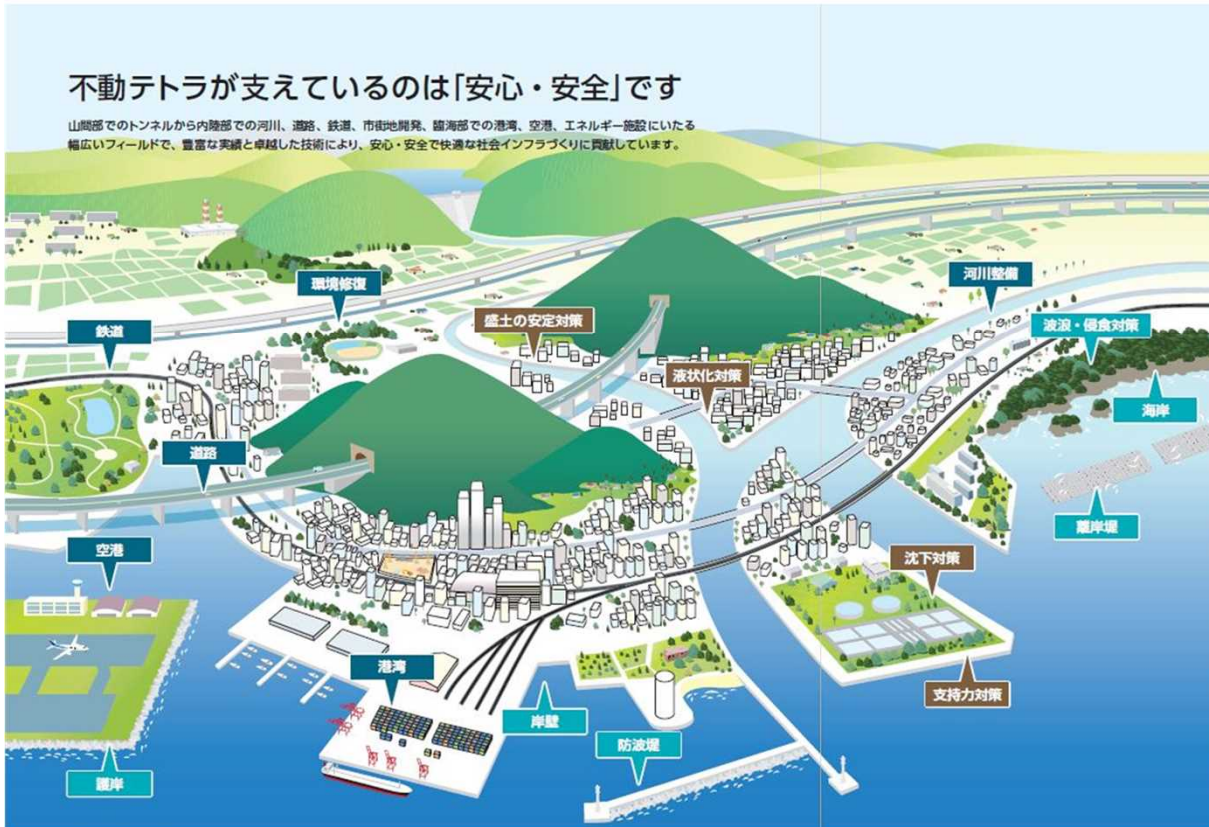 不動テトラが支えているのは「安心・安全」です
山間部でのトンネルから内陸部での河川、道路、鉄道、市街地開発、臨海部での港湾、空港、エネルギー施設にいたる
幅広いフィールドで、豊富な実績と卓越した技術により、安心・安全で快適な社会インフラづくりに貢献しています。
環境修復
河川整備
鉄道
盛土の安定対策
波浪・侵食対策
液状化対策
海岸
道路
離岸堤
空港
沈下対策
港湾
支持力対策
岸壁
防波堤
護岸